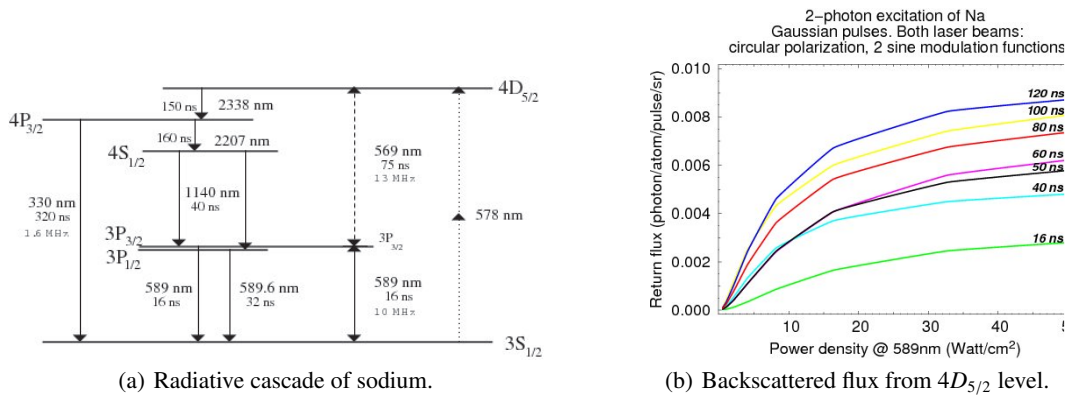 4D5/2
150 ns
2338 nm
4P3/2
160 ns
2207 nm
4S1/2
569 nm
75 ns
13 MHz
1140 nm
40 ns
578 nm
330 nm
320 ns
1.6 MHz
3P3/2
3P3/2
3P1/2
589 nm
16 ns
589.6 nm
32 ns
589 nm
16 ns
10 MHz
3S1/2
(a) Radiative cascade of sodium.
2-photon excitation of Na
Gaussian pulses. Both laser beams:
circular polarization, 2 sine modulation functions
Return flux (photon/atom/pulse/sr)
0.010
0.008
0.006
0.004
0.002
0.000
120 ns
100 ns
80 ns
60 ns
50 ns
40 ns
16 ns
10 20 30 40 5
Power density @ 589nm (Watt/cm²)
(b) Backscattered flux from 4D5/2 level.